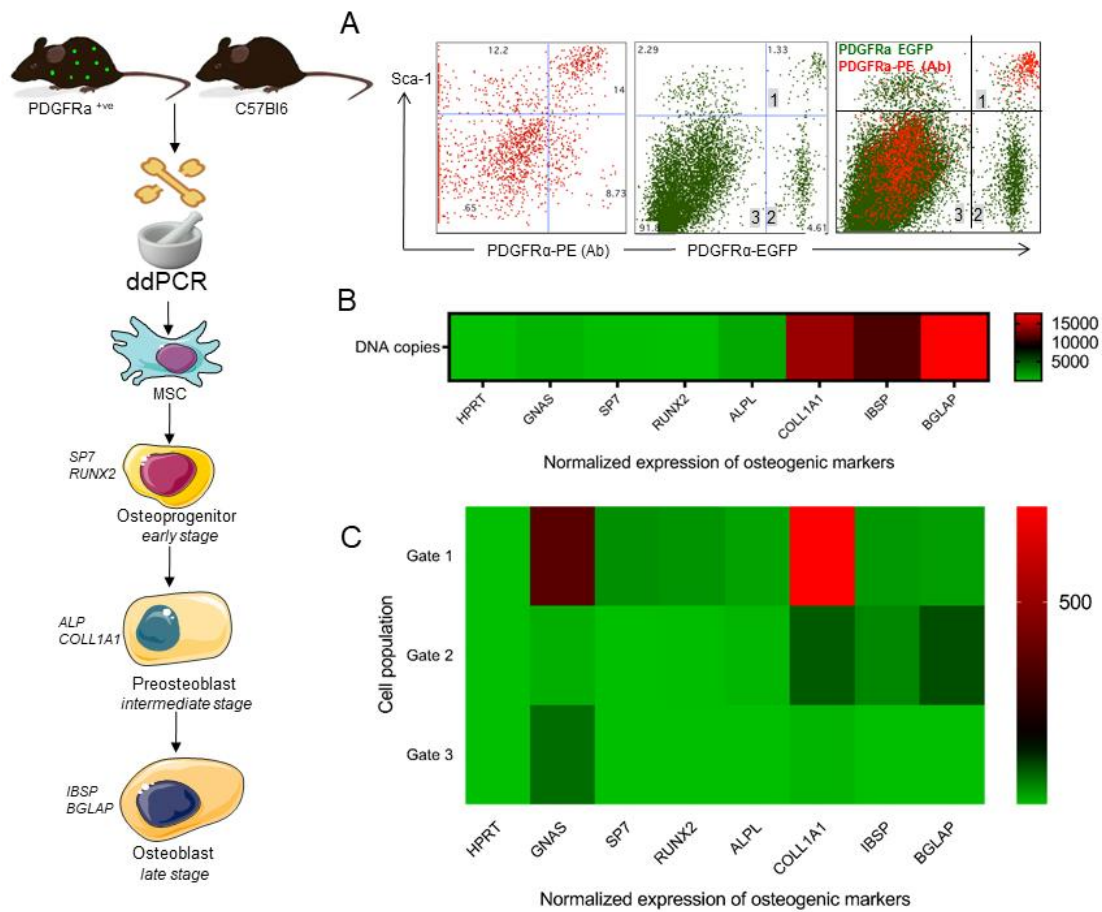 PDGFRa +ve
C57Bl6
ddPCR
MSC
SP7
RUNX2
Osteoprogenitor
early stage
ALP
COLL1A1
Preosteoblast
intermediate stage
IBSP
BGLAP
Osteoblast
late stage
A
Sca-1
12.2
14
8.73
.65
PDGFRα-PE (Ab)
2.29
1.33
1
3
2
91.8
4.61
PDGFRα-EGFP
PDGFRa EGFP
PDGFRa-PE (Ab)
1
3
2
B
DNA copies
HPRT
GNAS
SP7
RUNX2
ALPL
COLL1A1
IBSP
BGLAP
15000
10000
5000
Normalized expression of osteogenic markers
C
Cell population
Gate 1
Gate 2
Gate 3
500
HPRT
GNAS
SP7
RUNX2
ALPL
COLL1A1
IBSP
BGLAP
Normalized expression of osteogenic markers